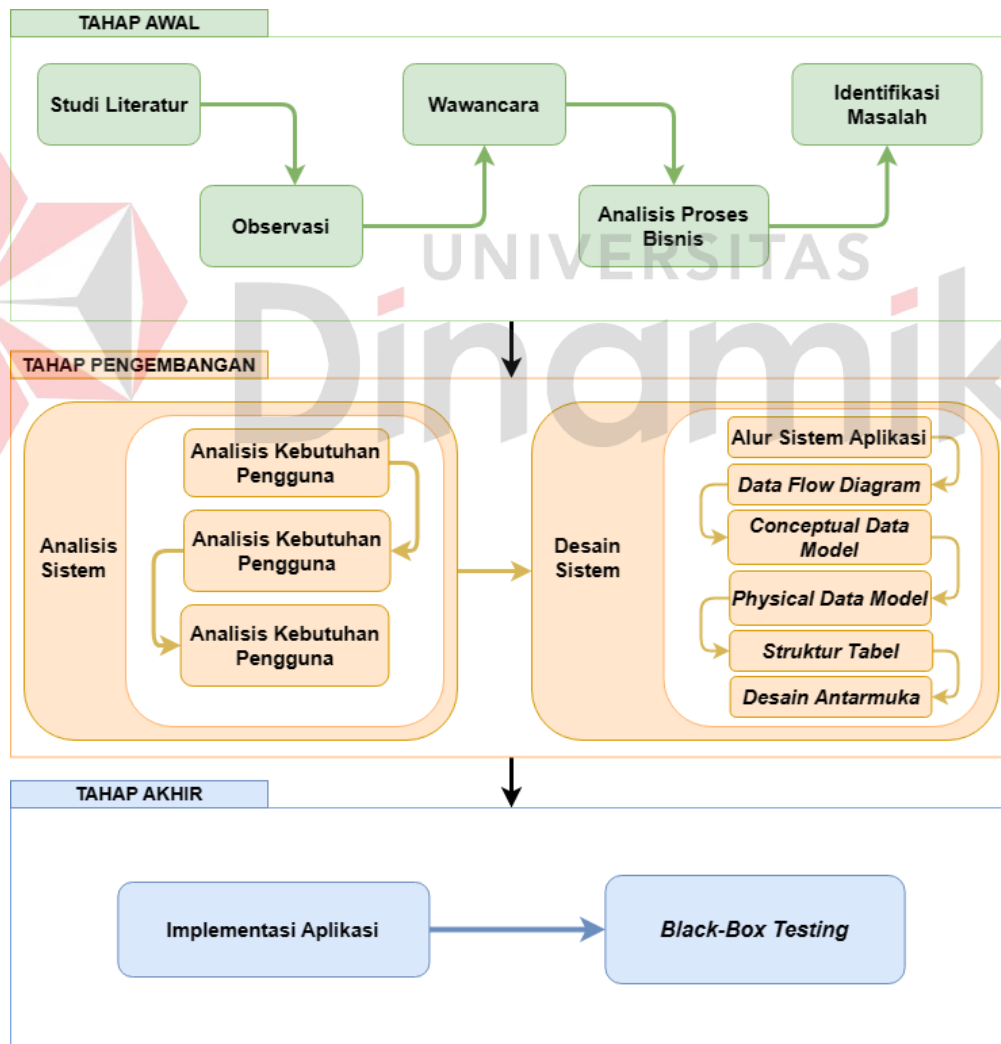 TAHAP AWAL
Studi Literatur
Wawancara
Identifikasi
Masalah
Observasi
Analisis Proses
Bisnis
UNIVERSITAS
Dinamik
TAHAP PENGEMBANGAN
Analisis
Sistem
Analisis Kebutuhan
Pengguna
Analisis Kebutuhan
Pengguna
Analisis Kebutuhan
Pengguna
Desain
Sistem
Alur Sistem Aplikasi
Data Flow Diagram
Conceptual Data
Model
Physical Data Model
Struktur Tabel
Desain Antarmuka
TAHAP AKHIR
Implementasi Aplikasi
Black-Box Testing